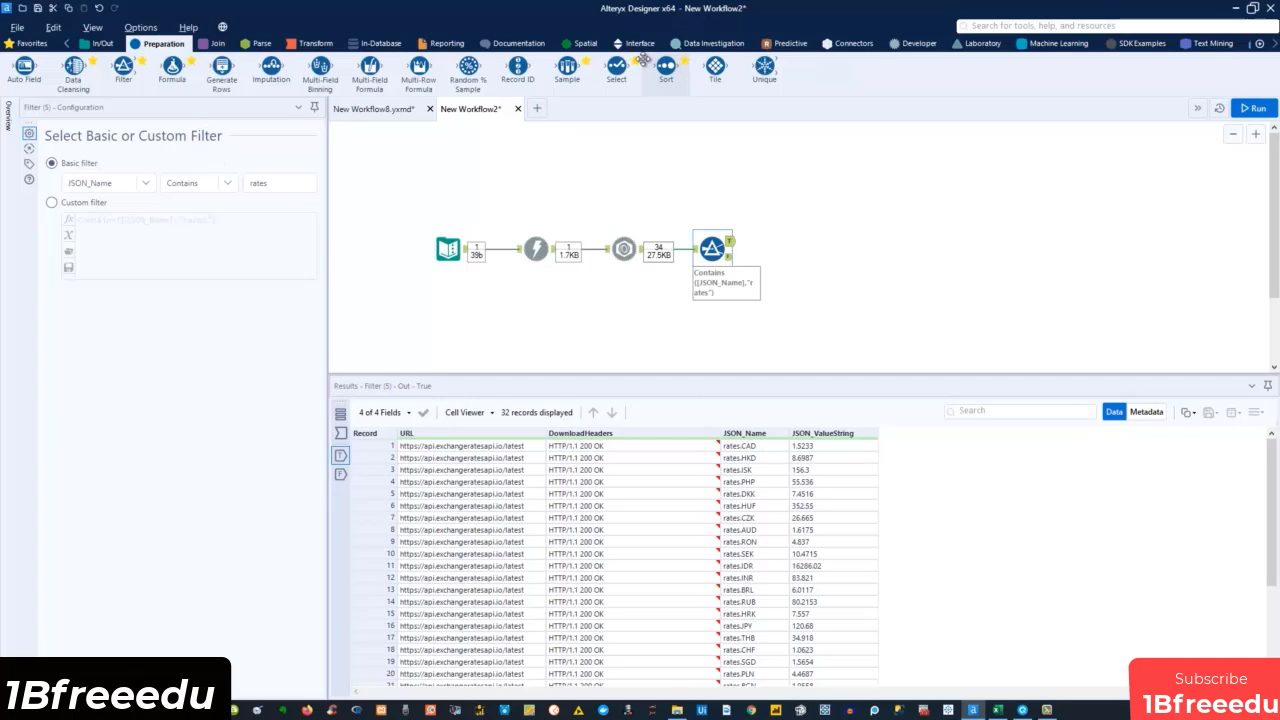 Alteryx Designer x64 - New Workflow2*
File Edit View Options Help
Search for tools, help, and resources
Favorites In/Out Preparation Join Parse Transform In-Database Reporting Documentation Spatial Interface Data Investigation Predictive Connectors Developer Laboratory Machine Learning SDKExamples Text Mining
Auto Field Data Cleansing Filter Formula Generate Rows Imputation Multi-Field Binning Multi-Field Formula Multi-Row Formula Random % Sample Record ID Sample Select Sort Tile Unique
Overview
Filter (5) - Configuration
New Workflow8.yxmd* New Workflow2*
Run
Select Basic or Custom Filter
Basic filter
JSON_Name Contains rates
Custom filter
1
39b
1
1.7KB
34
27.5KB
T
F
Contains
([JSON_Name],"r
ates")
Results - Filter (5) - Out - True
4 of 4 Fields Cell Viewer 32 records displayed Search Data Metadata
Record URL DownloadHeaders JSON_Name JSON_ValueString
1 https://api.exchangeratesapi.io/latest HTTP/1.1 200 OK rates.CAD 1.5233
2 https://api.exchangeratesapi.io/latest HTTP/1.1 200 OK rates.HKD 8.6987
3 https://api.exchangeratesapi.io/latest HTTP/1.1 200 OK rates.ISK 156.3
4 https://api.exchangeratesapi.io/latest HTTP/1.1 200 OK rates.PHP 55.536
5 https://api.exchangeratesapi.io/latest HTTP/1.1 200 OK rates.DKK 7.4516
6 https://api.exchangeratesapi.io/latest HTTP/1.1 200 OK rates.HUF 352.55
7 https://api.exchangeratesapi.io/latest HTTP/1.1 200 OK rates.CZK 26.665
8 https://api.exchangeratesapi.io/latest HTTP/1.1 200 OK rates.AUD 1.6175
9 https://api.exchangeratesapi.io/latest HTTP/1.1 200 OK rates.RON 4.837
10 https://api.exchangeratesapi.io/latest HTTP/1.1 200 OK rates.SEK 10.4715
11 https://api.exchangeratesapi.io/latest HTTP/1.1 200 OK rates.IDR 16286.02
12 https://api.exchangeratesapi.io/latest HTTP/1.1 200 OK rates.INR 83.821
13 https://api.exchangeratesapi.io/latest HTTP/1.1 200 OK rates.BRL 6.0117
14 https://api.exchangeratesapi.io/latest HTTP/1.1 200 OK rates.RUB 80.2153
15 https://api.exchangeratesapi.io/latest HTTP/1.1 200 OK rates.HRK 7.557
16 https://api.exchangeratesapi.io/latest HTTP/1.1 200 OK rates.JPY 120.68
17 https://api.exchangeratesapi.io/latest HTTP/1.1 200 OK rates.THB 34.918
18 https://api.exchangeratesapi.io/latest HTTP/1.1 200 OK rates.CHF 1.0623
19 https://api.exchangeratesapi.io/latest HTTP/1.1 200 OK rates.SGD 1.5654
20 https://api.exchangeratesapi.io/latest HTTP/1.1 200 OK rates.PLN 4.4687
1Bfreeedu
Subscribe
1Bfreeedu